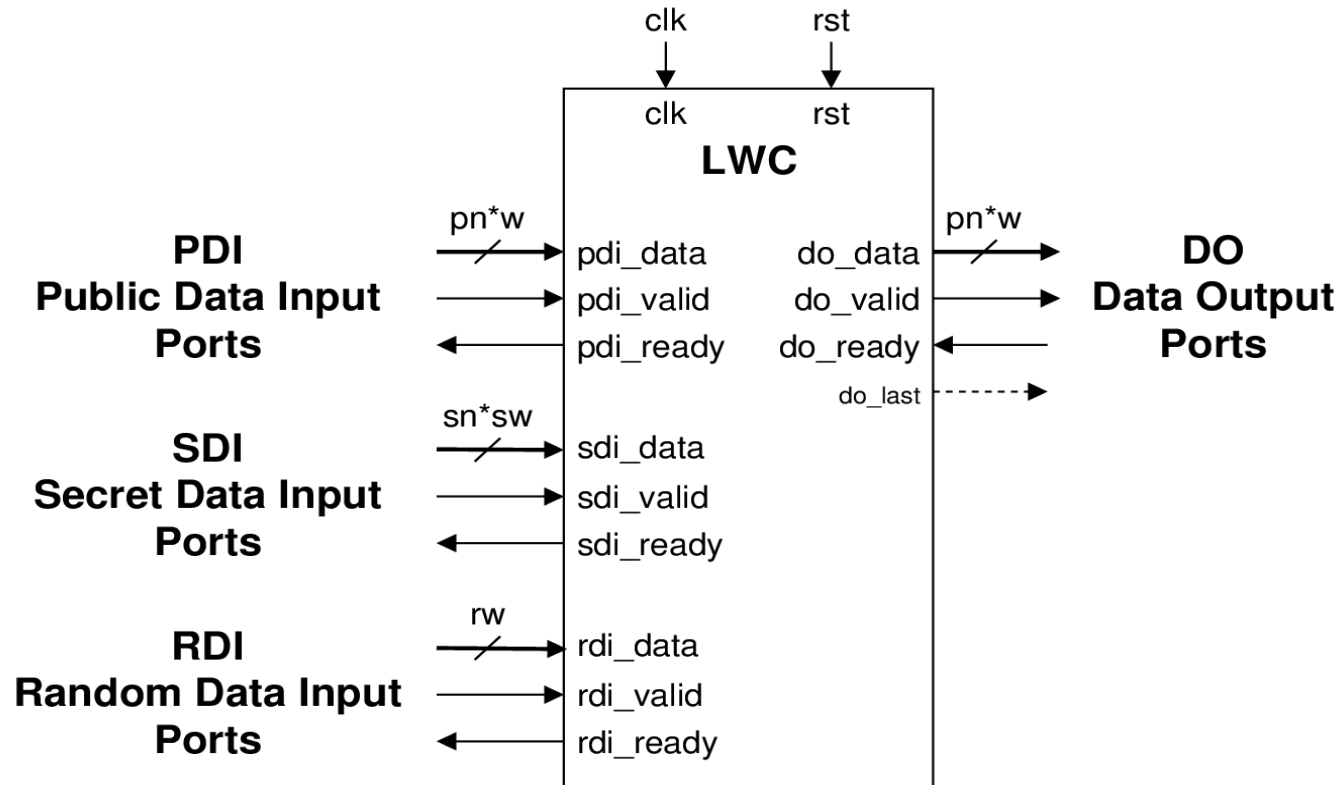 clk
rst
clk
rst
LWC
PDI
Public Data Input
Ports
pn*w
pdi_data
pdi_valid
pdi_ready
do_data
do_valid
do_ready
do_last
pn*w
DO
Data Output
Ports
SDI
Secret Data Input
Ports
sn*sw
sdi_data
sdi_valid
sdi_ready
RDI
Random Data Input
Ports
rw
rdi_data
rdi_valid
rdi_ready